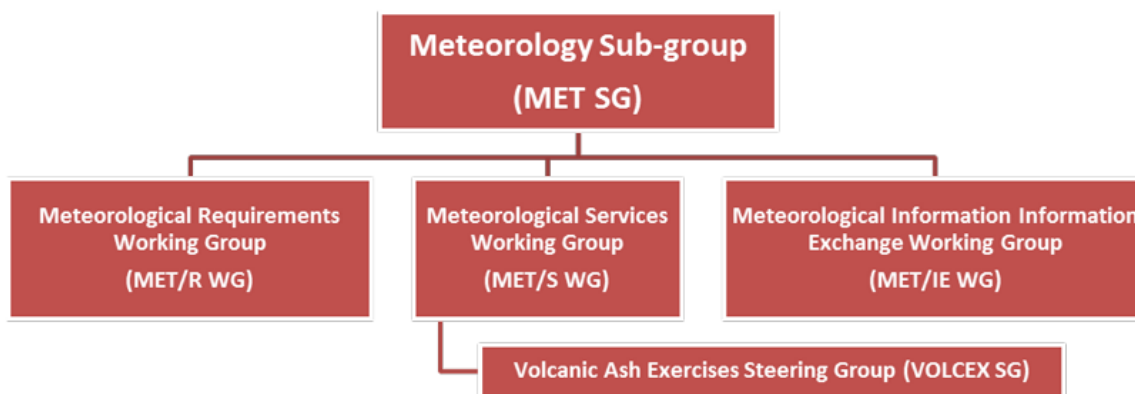 Meteorology Sub-group
(MET SG)
Meteorological Requirements
Working Group
(MET/R WG)
Meteorological Services
Working Group
(MET/S WG)
Meteorological Information Information
Exchange Working Group
(MET/IE WG)
Volcanic Ash Exercises Steering Group (VOLCEX SG)